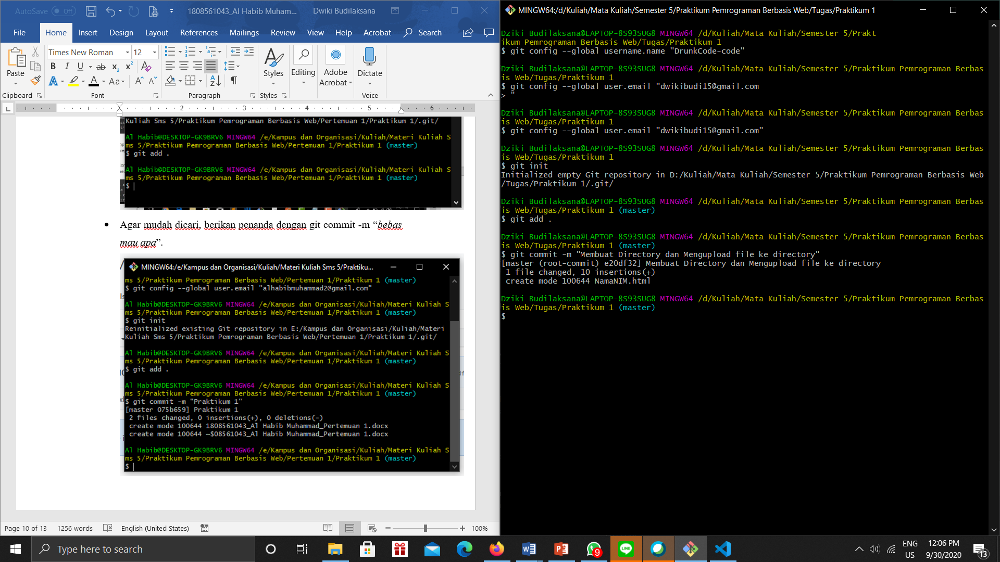 AutoSave Off 1808561043_Al Habib Muham... Dwiki Budilaksana
File Home Insert Design Layout References Mailings Review View Help Acrobat Search
Times New Roman 12
Paste
Styles
Editing
Adobe Acrobat
Dictate
Clipboard Font Paragraph Styles Voice
2 3 4 5 6
Kuliah Sms 5/Praktikum Pemrograman Berbasis Web/Pertemuan 1/Praktikum 1/.git/
Al Habib@DESKTOP-GK9BRV6 MINGW64 /e/Kampus dan Organisasi/Kuliah/Materi Kuliah S
ms 5/Praktikum Pemrograman Berbasis Web/Pertemuan 1/Praktikum 1 (master)
$ git add .
Al Habib@DESKTOP-GK9BRV6 MINGW64 /e/Kampus dan Organisasi/Kuliah/Materi Kuliah S
ms 5/Praktikum Pemrograman Berbasis Web/Pertemuan 1/Praktikum 1 (master)
$
• Agar mudah dicari, berikan penanda dengan git commit -m “bebas
mau apa”.
MINGW64:/e/Kampus dan Organisasi/Kuliah/Materi Kuliah Sms 5/Praktiku...
ms 5/Praktikum Pemrograman Berbasis Web/Pertemuan 1/Praktikum 1 (master)
$ git config --global user.email "alhabibmuhammad2@gmail.com"
Al Habib@DESKTOP-GK9BRV6 MINGW64 /e/Kampus dan Organisasi/Kuliah/Materi Kuliah S
ms 5/Praktikum Pemrograman Berbasis Web/Pertemuan 1/Praktikum 1 (master)
$ git init
Reinitialized existing Git repository in E:/Kampus dan Organisasi/Kuliah/Materi
Kuliah Sms 5/Praktikum Pemrograman Berbasis Web/Pertemuan 1/Praktikum 1/.git/
Al Habib@DESKTOP-GK9BRV6 MINGW64 /e/Kampus dan Organisasi/Kuliah/Materi Kuliah S
ms 5/Praktikum Pemrograman Berbasis Web/Pertemuan 1/Praktikum 1 (master)
$ git add .
Al Habib@DESKTOP-GK9BRV6 MINGW64 /e/Kampus dan Organisasi/Kuliah/Materi Kuliah S
ms 5/Praktikum Pemrograman Berbasis Web/Pertemuan 1/Praktikum 1 (master)
$ git commit -m "Praktikum 1"
[master 075b659] Praktikum 1
2 files changed, 0 insertions(+), 0 deletions(-)
create mode 100644 1808561043_Al Habib Muhammad_Pertemuan 1.docx
create mode 100644 ~$08561043_Al Habib Muhammad_Pertemuan 1.docx
Al Habib@DESKTOP-GK9BRV6 MINGW64 /e/Kampus dan Organisasi/Kuliah/Materi Kuliah S
ms 5/Praktikum Pemrograman Berbasis Web/Pertemuan 1/Praktikum 1 (master)
$
Page 10 of 13 1256 words English (United States) 100%
MINGW64:/d/Kuliah/Mata Kuliah/Semester 5/Praktikum Pemrograman Berbasis Web/Tugas/Praktikum 1
Dziki Budilaksana@LAPTOP-8S93SUG8 MINGW64 /d/Kuliah/Mata Kuliah/Semester 5/Prakt
ikum Pemrograman Berbasis Web/Tugas/Praktikum 1
$ git config --global username.name "DrunkCode-code"
Dziki Budilaksana@LAPTOP-8S93SUG8 MINGW64 /d/Kuliah/Mata Kuliah/Semester 5/Praktikum Pemrograman Berbas
is Web/Tugas/Praktikum 1
$ git config --global user.email "dwikibudi15@gmail.com
> "
Dziki Budilaksana@LAPTOP-8S93SUG8 MINGW64 /d/Kuliah/Mata Kuliah/Semester 5/Praktikum Pemrograman Berbas
is Web/Tugas/Praktikum 1
$ git config --global user.email "dwikibudi15@gmail.com"
Dziki Budilaksana@LAPTOP-8S93SUG8 MINGW64 /d/Kuliah/Mata Kuliah/Semester 5/Praktikum Pemrograman Berbas
is Web/Tugas/Praktikum 1
$ git init
Initialized empty Git repository in D:/Kuliah/Mata Kuliah/Semester 5/Praktikum Pemrograman Berbasis Web
/Tugas/Praktikum 1/.git/
Dziki Budilaksana@LAPTOP-8S93SUG8 MINGW64 /d/Kuliah/Mata Kuliah/Semester 5/Praktikum Pemrograman Berbas
is Web/Tugas/Praktikum 1 (master)
$ git add .
Dziki Budilaksana@LAPTOP-8S93SUG8 MINGW64 /d/Kuliah/Mata Kuliah/Semester 5/Praktikum Pemrograman Berbas
is Web/Tugas/Praktikum 1 (master)
$ git commit -m "Membuat Directory dan Mengupload file ke directory"
[master (root-commit) e20df32] Membuat Directory dan Mengupload file ke directory
1 file changed, 10 insertions(+)
create mode 100644 NamaNIM.html
Dziki Budilaksana@LAPTOP-8S93SUG8 MINGW64 /d/Kuliah/Mata Kuliah/Semester 5/Praktikum Pemrograman Berbas
is Web/Tugas/Praktikum 1 (master)
$
Type here to search
9
LINE
ENG
US
12:06 PM
9/30/2020
13